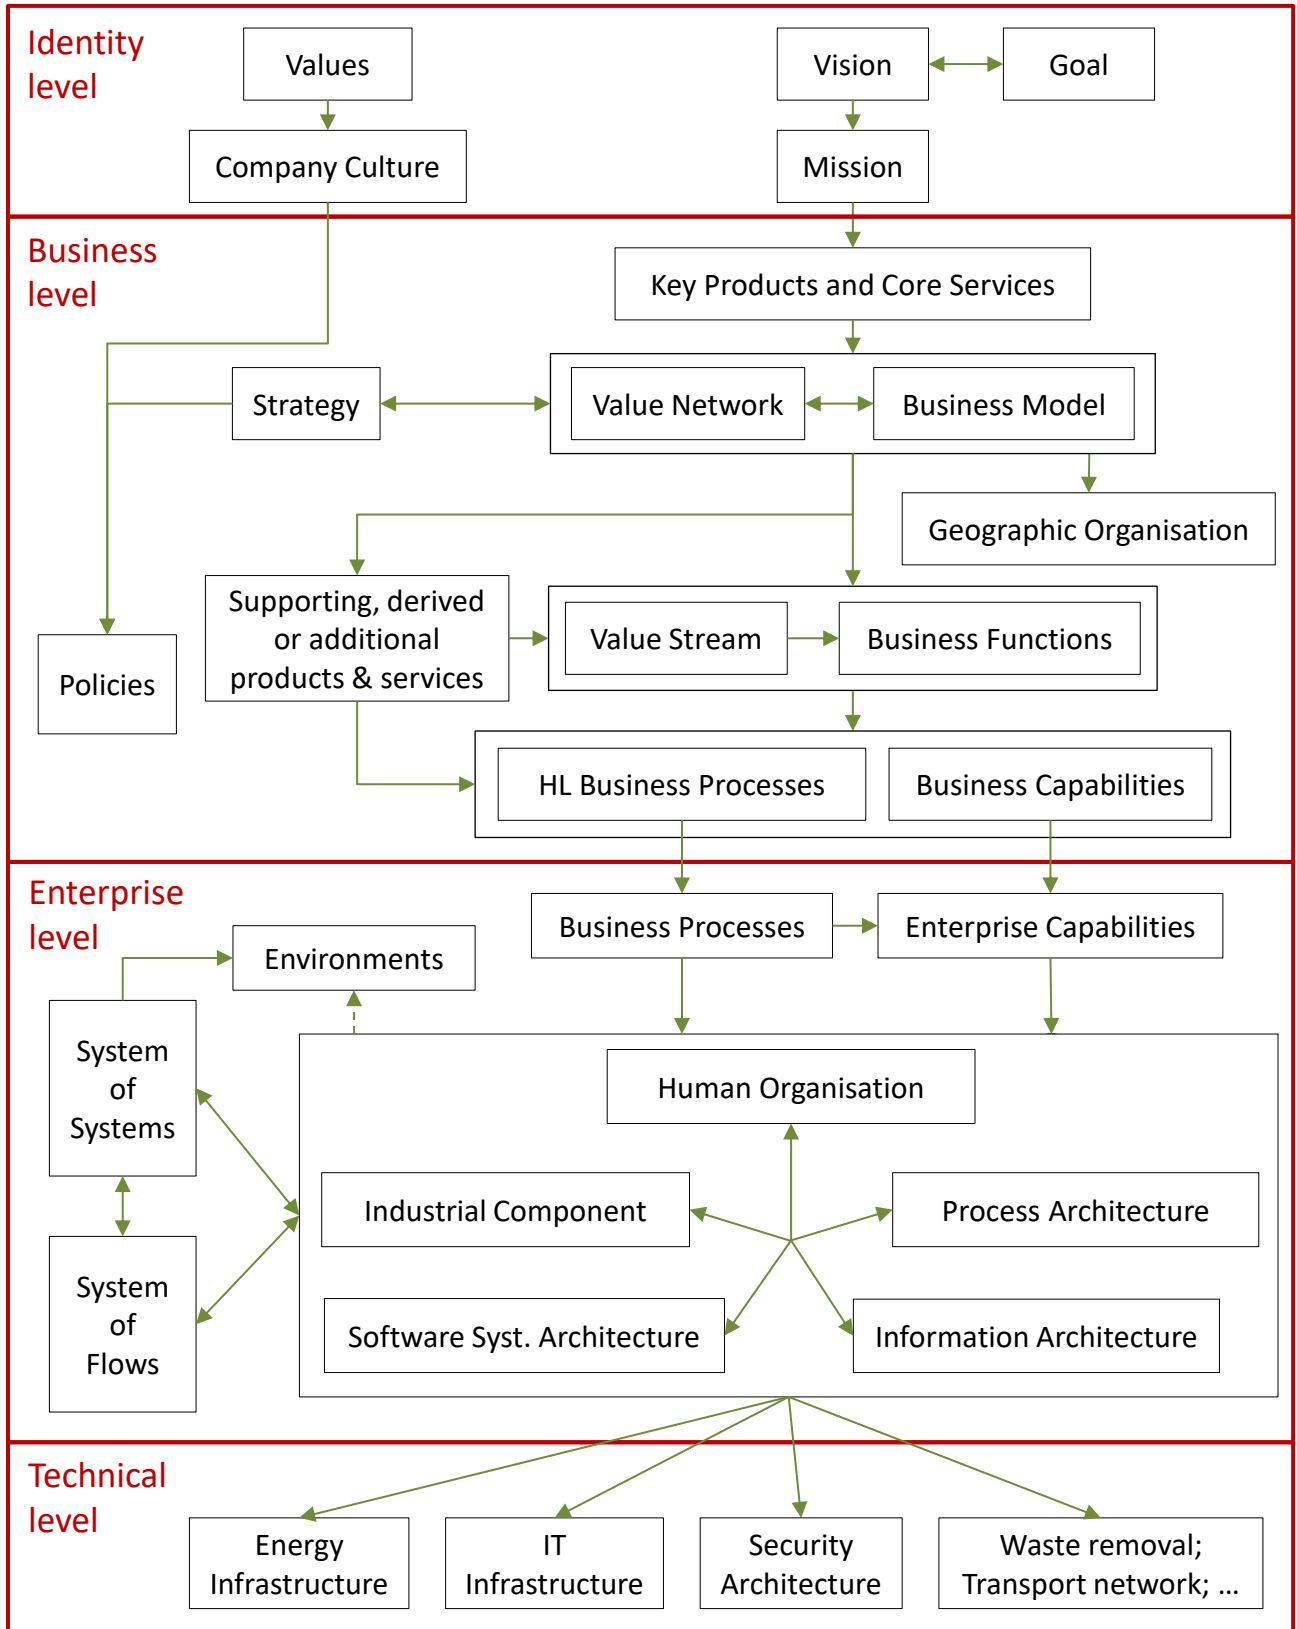 Identity
level
Values
Vision
Goal
Company Culture
Mission
Business
level
Key Products and Core Services
Strategy
Value Network
Business Model
Geographic Organisation
Supporting, derived
or additional
products & services
Value Stream
Business Functions
Policies
HL Business Processes
Business Capabilities
Enterprise
level
Business Processes
Enterprise Capabilities
Environments
System
of
Systems
Human Organisation
Industrial Component
Process Architecture
System
of
Flows
Software Syst. Architecture
Information Architecture
Technical
level
Energy
Infrastructure
IT
Infrastructure
Security
Architecture
Waste removal;
Transport network; ...